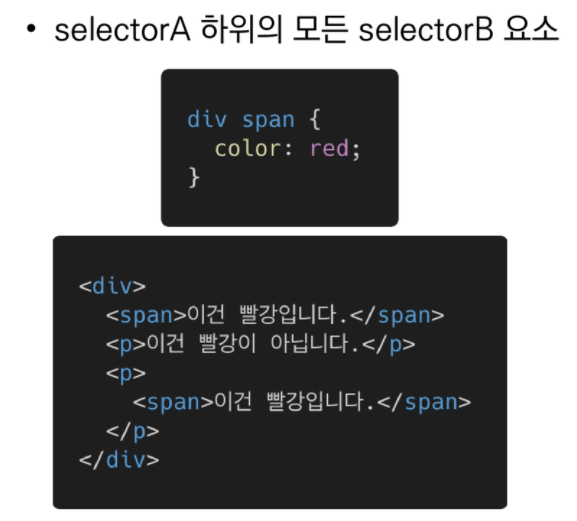 • selectorA 하위의 모든 selectorB 요소
div span {
  color: red;
}
<div>
  <span>이건 빨강입니다.</span>
  <p>이건 빨강이 아닙니다.</p>
  <p>
    <span>이건 빨강입니다.</span>
  </p>
</div>